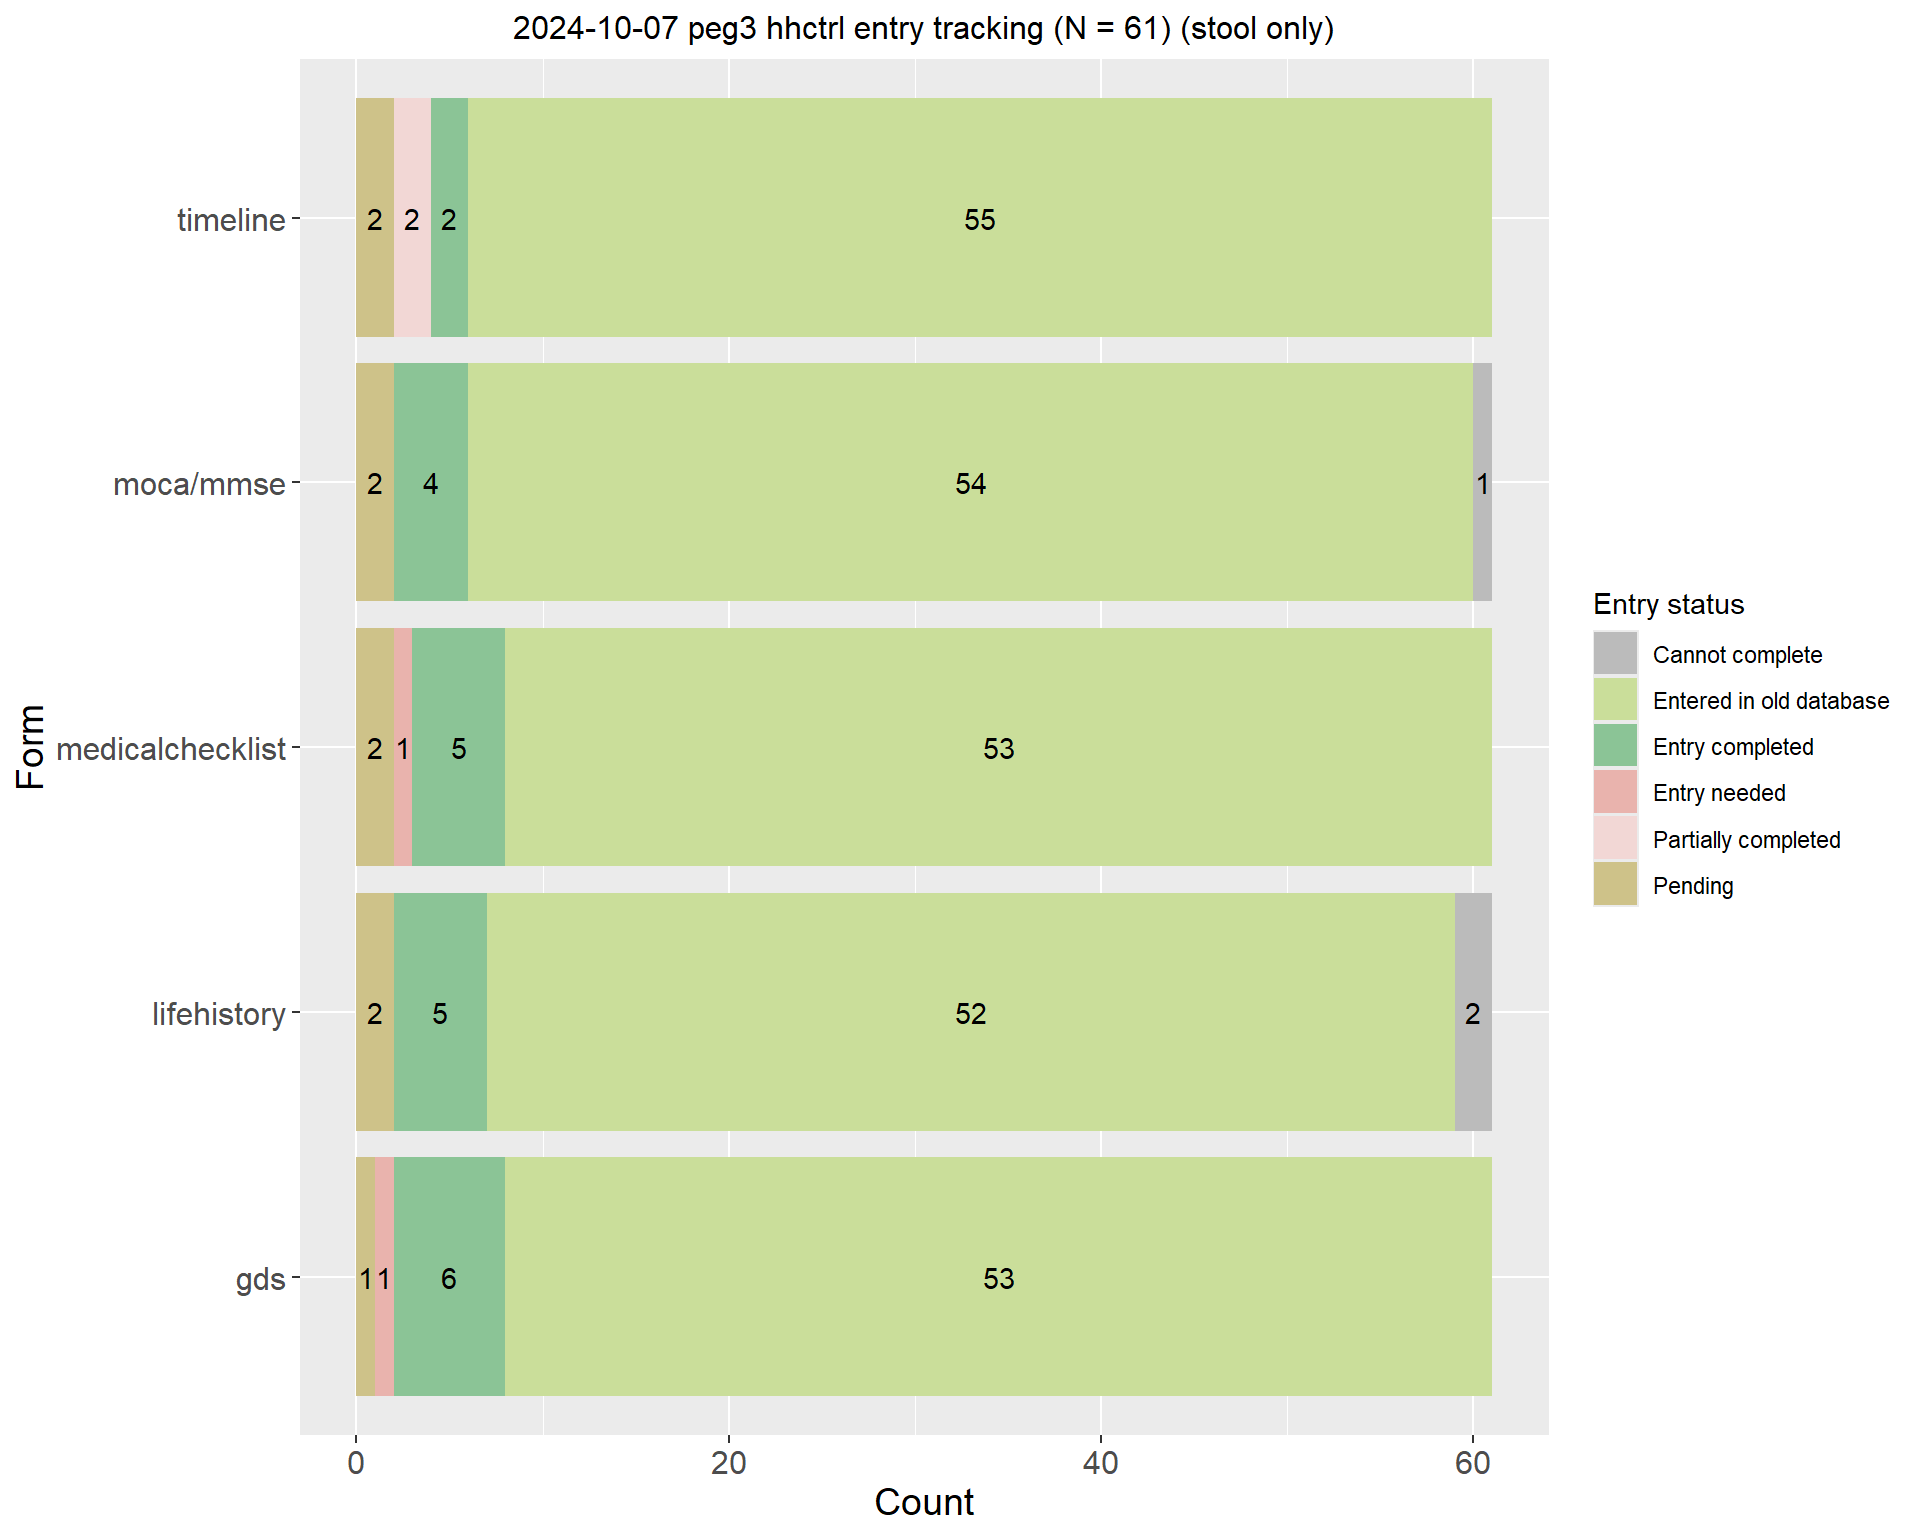 2024-10-07 peg3 hhctrl entry tracking (N = 61) (stool only)
timeline 2 2 2 55
moca/mmse 2 4 54 1
medicalchecklist 2 1 5 53
lifehistory 2 5 52 2
gds 1 1 6 53
0 20 40 60
Count
Form
Entry status
Cannot complete
Entered in old database
Entry completed
Entry needed
Partially completed
Pending